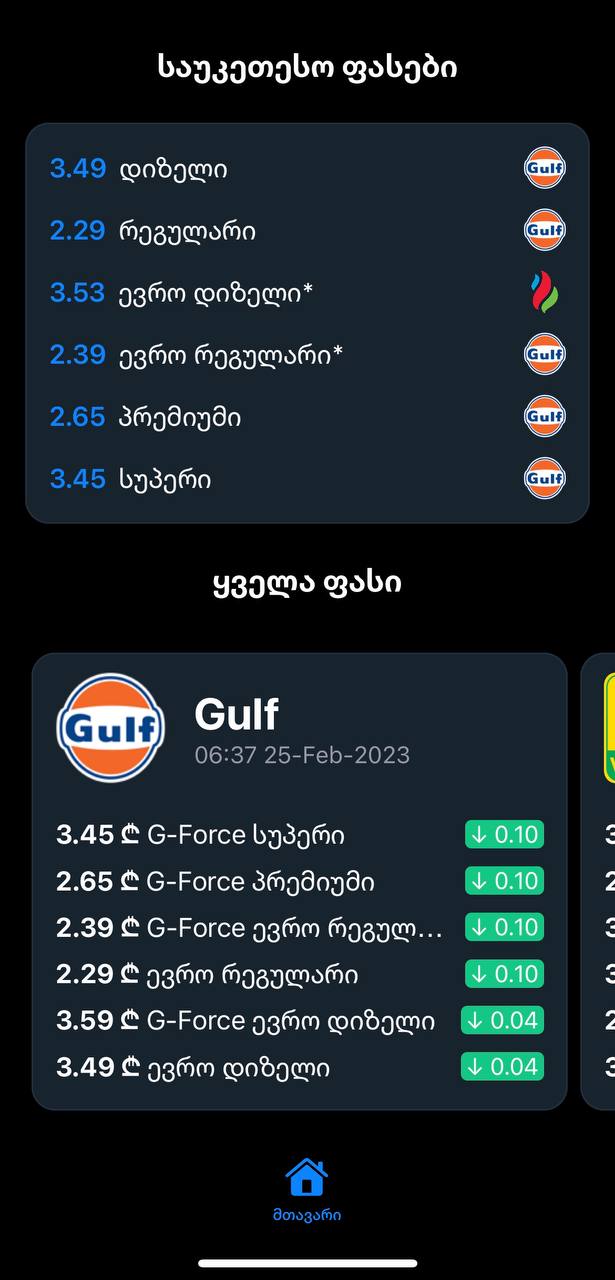 საუკეთესო ფასები
3.49 დიზელი Gulf
2.29 რეგულარი Gulf
3.53 ევრო დიზელი*
2.39 ევრო რეგულარი* Gulf
2.65 პრემიუმი Gulf
3.45 სუპერი Gulf
ყველა ფასი
Gulf Gulf
06:37 25-Feb-2023
3.45 ₾ G-Force სუპერი ↓ 0.10
2.65 ₾ G-Force პრემიუმი ↓ 0.10
2.39 ₾ G-Force ევრო რეგულ... ↓ 0.10
2.29 ₾ ევრო რეგულარი ↓ 0.10
3.59 ₾ G-Force ევრო დიზელი ↓ 0.04
3.49 ₾ ევრო დიზელი ↓ 0.04
მთავარი